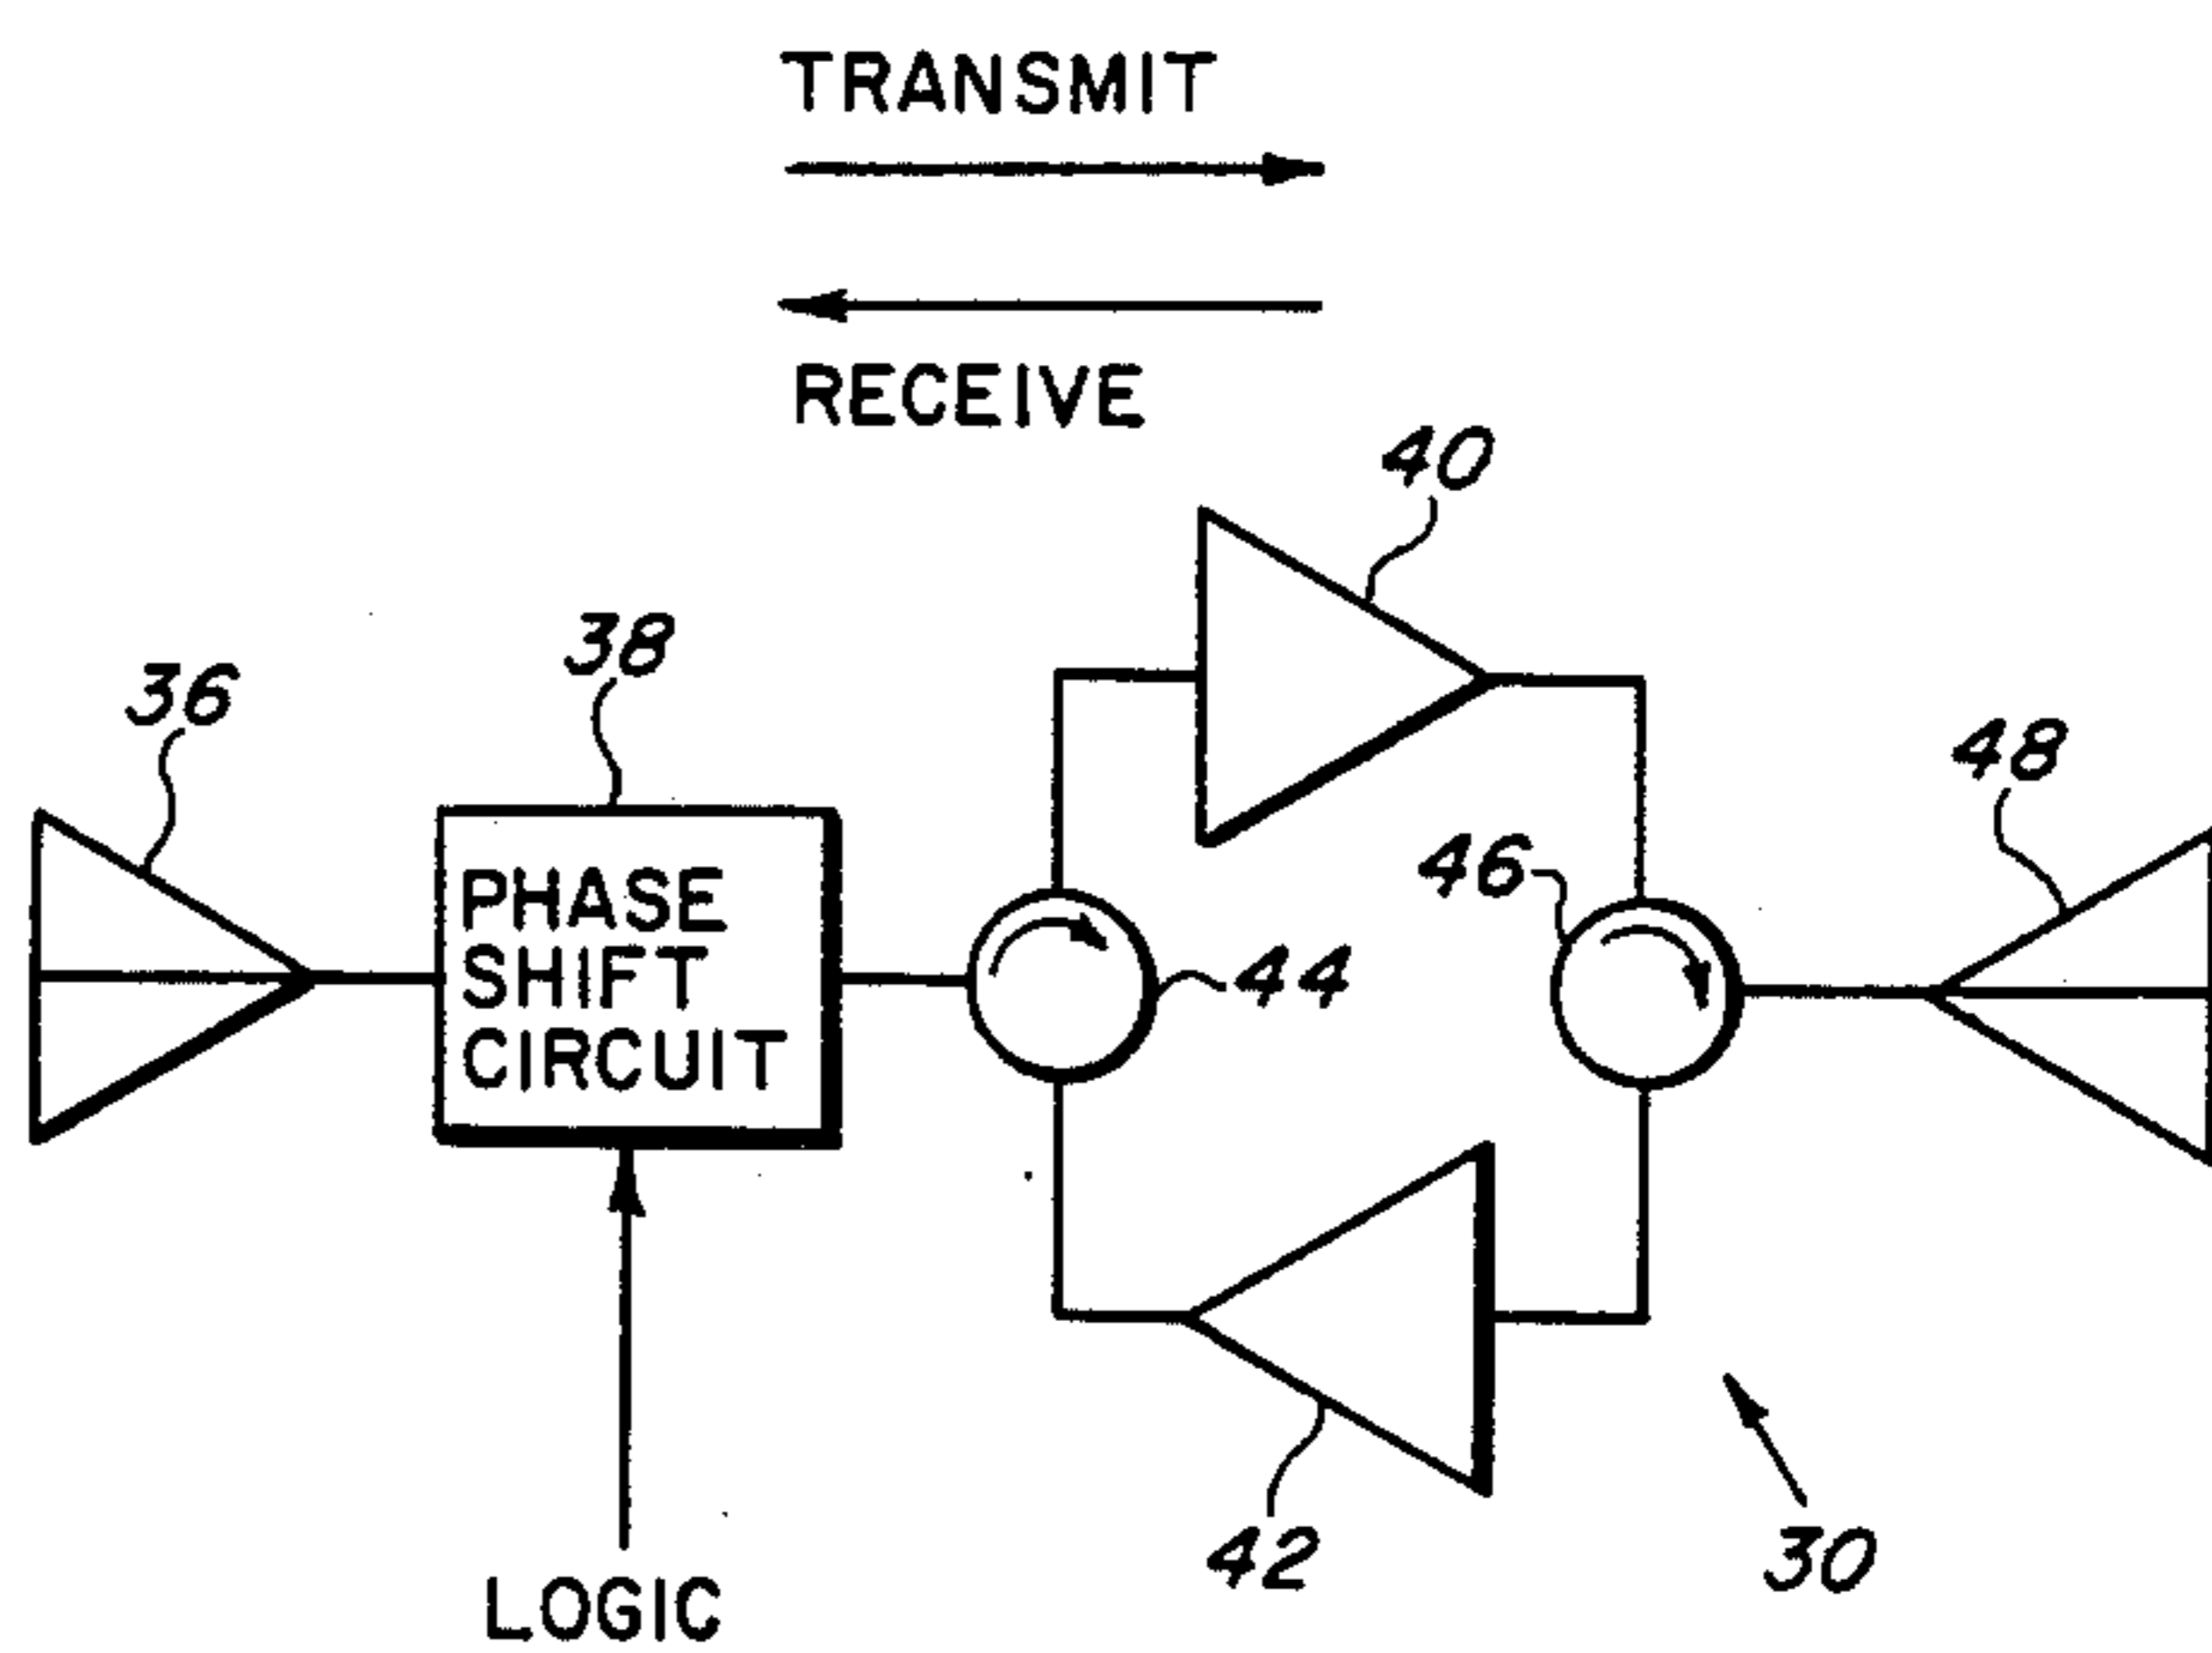 TRANSMIT
RECEIVE
40
38
36
48
46
PHASE
SHIFT
CIRCUIT
44
42
30
LOGIC